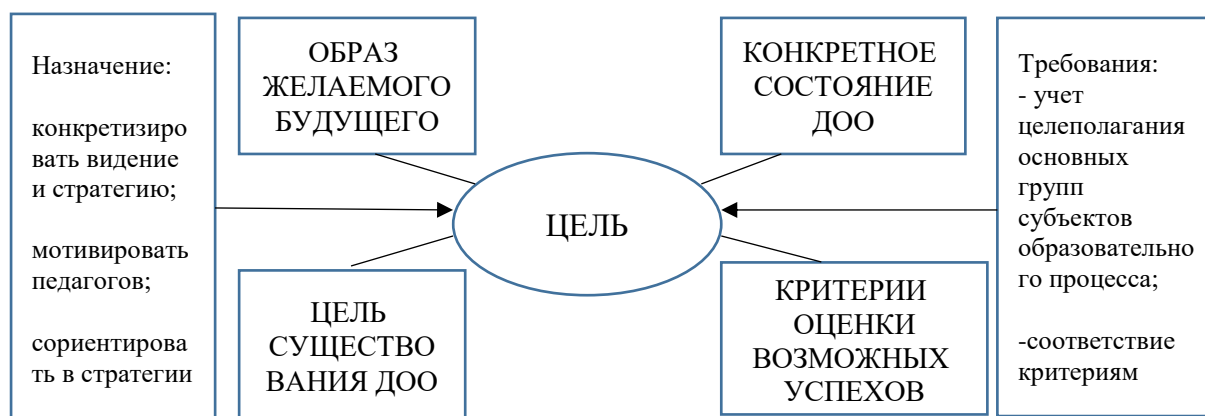 Назначение:
конкретизиро
вать видение
и стратегию;
мотивировать
педагогов;
сориентирова
ть в стратегии
ОБРАЗ
ЖЕЛАЕМОГО
БУДУЩЕГО
ЦЕЛЬ
СУЩЕСТВО
ВАНИЯ ДОО
ЦЕЛЬ
КОНКРЕТНОЕ
СОСТОЯНИЕ
ДОО
КРИТЕРИИ
ОЦЕНКИ
ВОЗМОЖНЫХ
УСПЕХОВ
Требования:
- учет
целеполагания
основных
групп
субъектов
образовательно
го процесса;
-соответствие
критериям